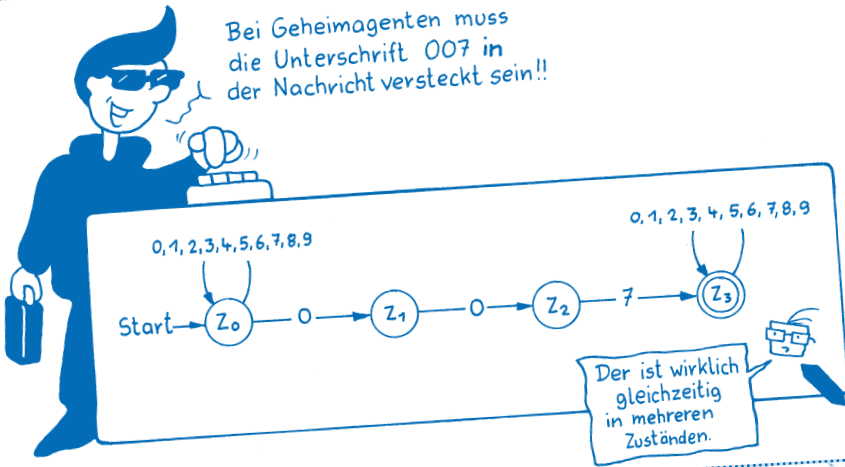 Bei Geheimagenten muss
die Unterschrift 007 in
der Nachricht versteckt sein!!
0,1,2,3,4,5,6,7,8,9
0,1,2,3,4,5,6,7,8,9
Start Z0 0 Z1 0 Z2 7 Z3
Der ist wirklich
gleichzeitig
in mehreren
Zuständen.